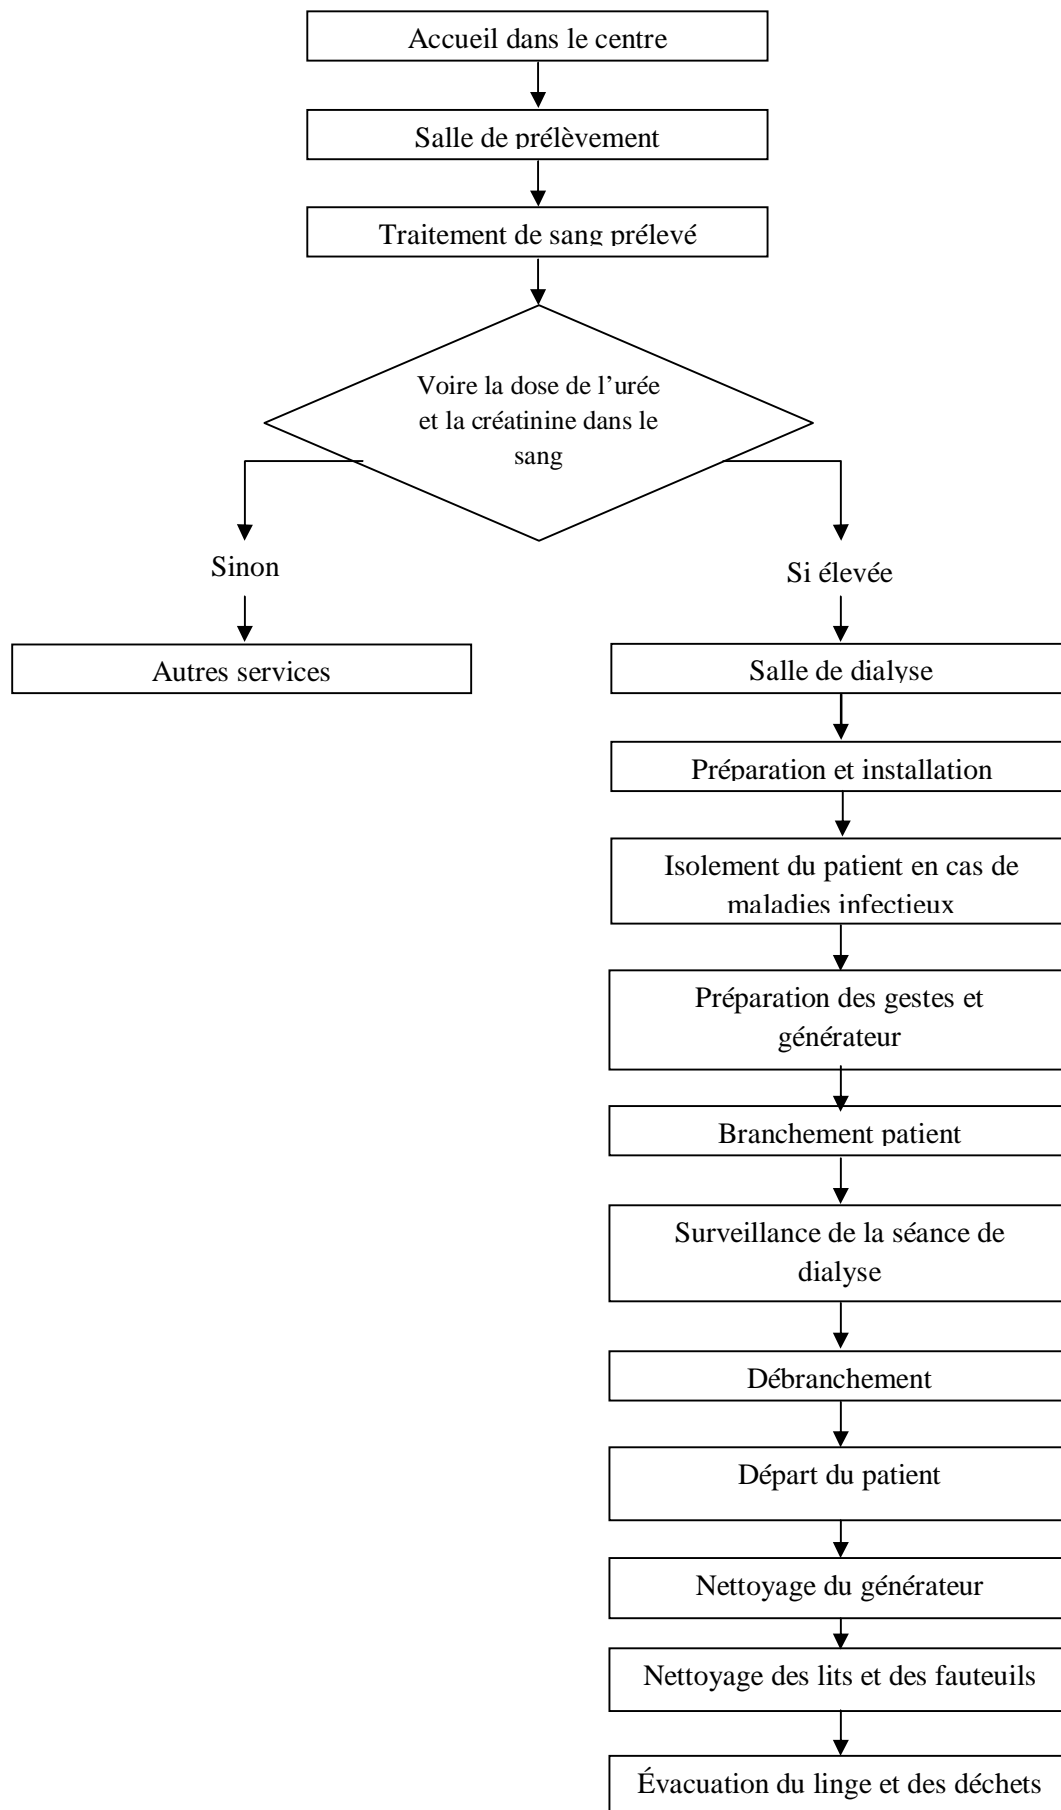 Accueil dans le centre
Salle de prélèvement
Traitement de sang prélevé
Voire la dose de l’urée
et la créatinine dans le
sang
Sinon
Si élevée
Autres services
Salle de dialyse
Préparation et installation
Isolement du patient en cas de
maladies infectieux
Préparation des gestes et
générateur
Branchement patient
Surveillance de la séance de
dialyse
Débranchement
Départ du patient
Nettoyage du générateur
Nettoyage des lits et des fauteuils
Évacuation du linge et des déchets